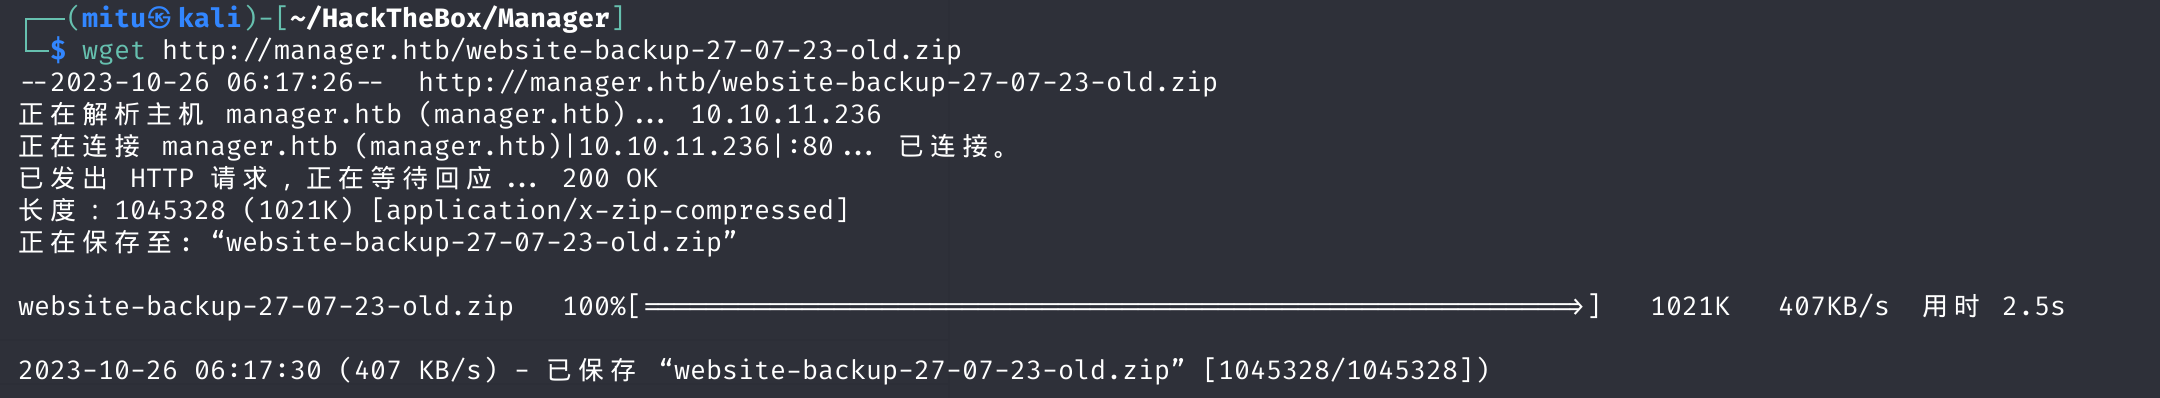 ┌──(mitu㉿kali)-[~/HackTheBox/Manager]
└─$ wget http://manager.htb/website-backup-27-07-23-old.zip
--2023-10-26 06:17:26--  http://manager.htb/website-backup-27-07-23-old.zip
正在解析主机 manager.htb (manager.htb)... 10.10.11.236
正在连接 manager.htb (manager.htb)|10.10.11.236|:80... 已连接。
已发出 HTTP 请求，正在等待回应... 200 OK
长度：1045328 (1021K) [application/x-zip-compressed]
正在保存至: “website-backup-27-07-23-old.zip”
website-backup-27-07-23-old.zip   100%[==========================================================>]   1021K   407KB/s  用时 2.5s
2023-10-26 06:17:30 (407 KB/s) - 已保存 “website-backup-27-07-23-old.zip” [1045328/1045328])